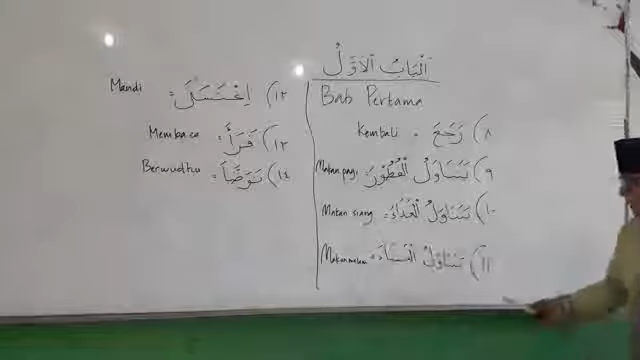 اَلْبَابُ الْاَوَّلُ
Bab Pertama
٨) رَجَعَ = Kembali
٩) تَنَاوَلَ الْفُطُوْرَ = Makan pagi
١٠) تَنَاوَلَ الْغَدَاءَ = Makan siang
١١) تَنَاوَلَ الْعَشَاءَ = Makan malam
١٢) اِغْتَسَلَ = Mandi
١٣) قَرَأَ = Membaca
١٤) تَوَضَّأَ = Berwudhu